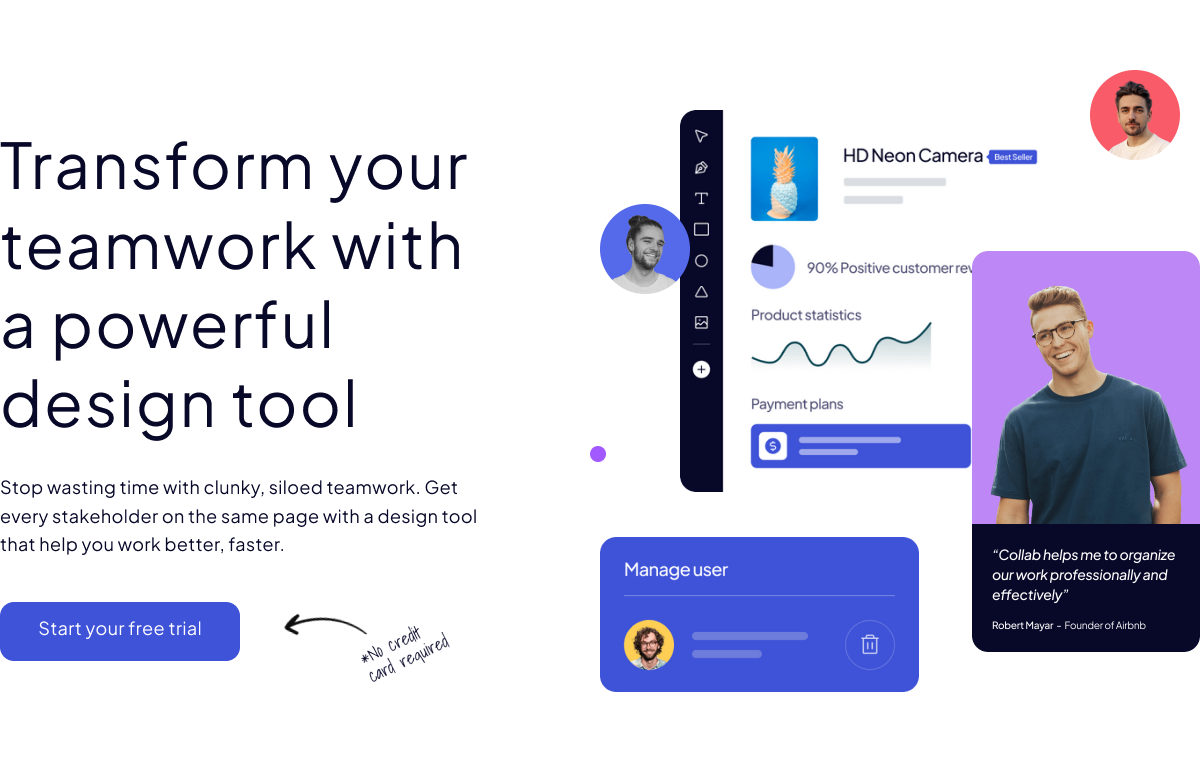 Transform your
teamwork with
a powerful
design tool
Stop wasting time with clunky, siloed teamwork. Get
every stakeholder on the same page with a design tool
that help you work better, faster.
Start your free trial
*No credit
card required
HD Neon Camera
Best Seller
90% Positive customer rev
Product statistics
Payment plans
Manage user
“Collab helps me to organize
our work professionally and
effectively”
Robert Mayar - Founder of Airbnb